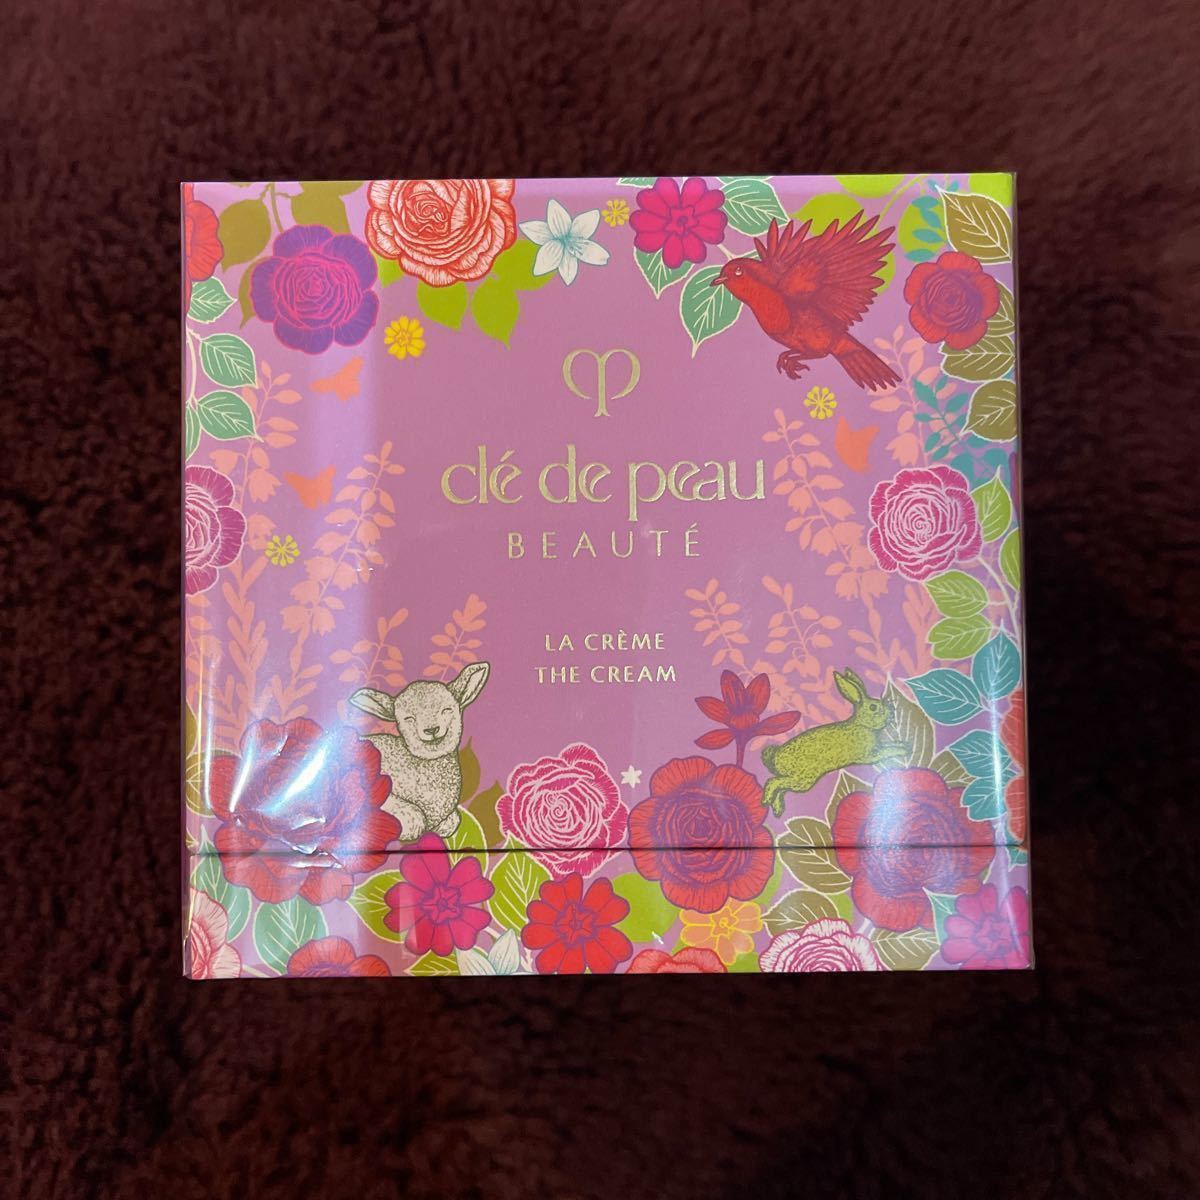 clé de peau
BEAUTÉ
LA CRÈME
THE CREAM